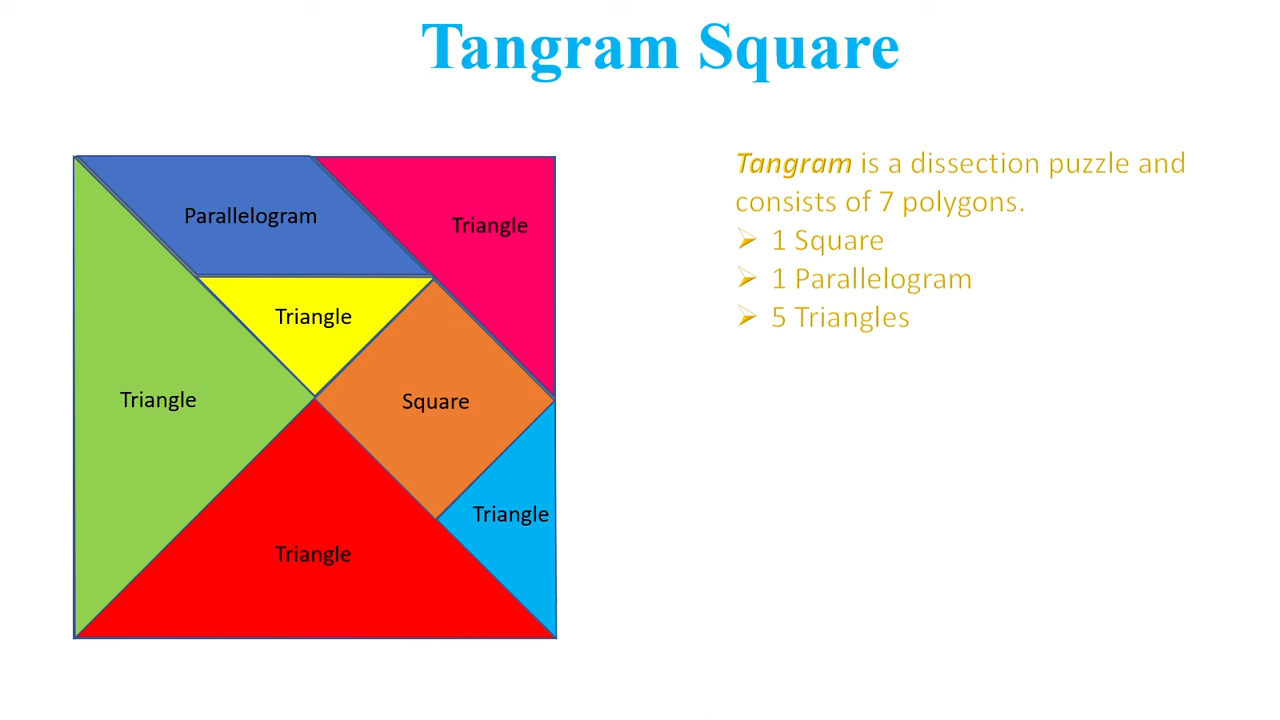 Tangram Square
Parallelogram
Triangle
Triangle
Triangle
Square
Triangle
Triangle
Tangram is a dissection puzzle and
consists of 7 polygons.
➢ 1 Square
➢ 1 Parallelogram
➢ 5 Triangles